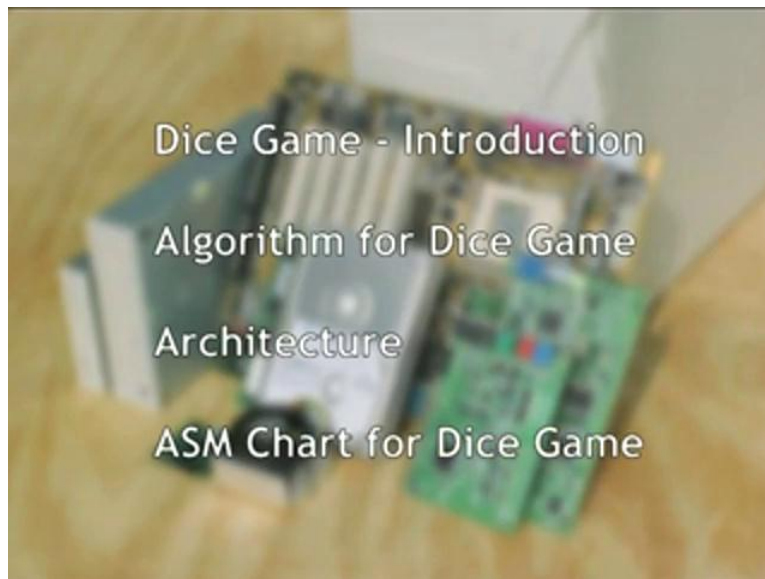 Dice Game - Introduction
Algorithm for Dice Game
Architecture
ASM Chart for Dice Game